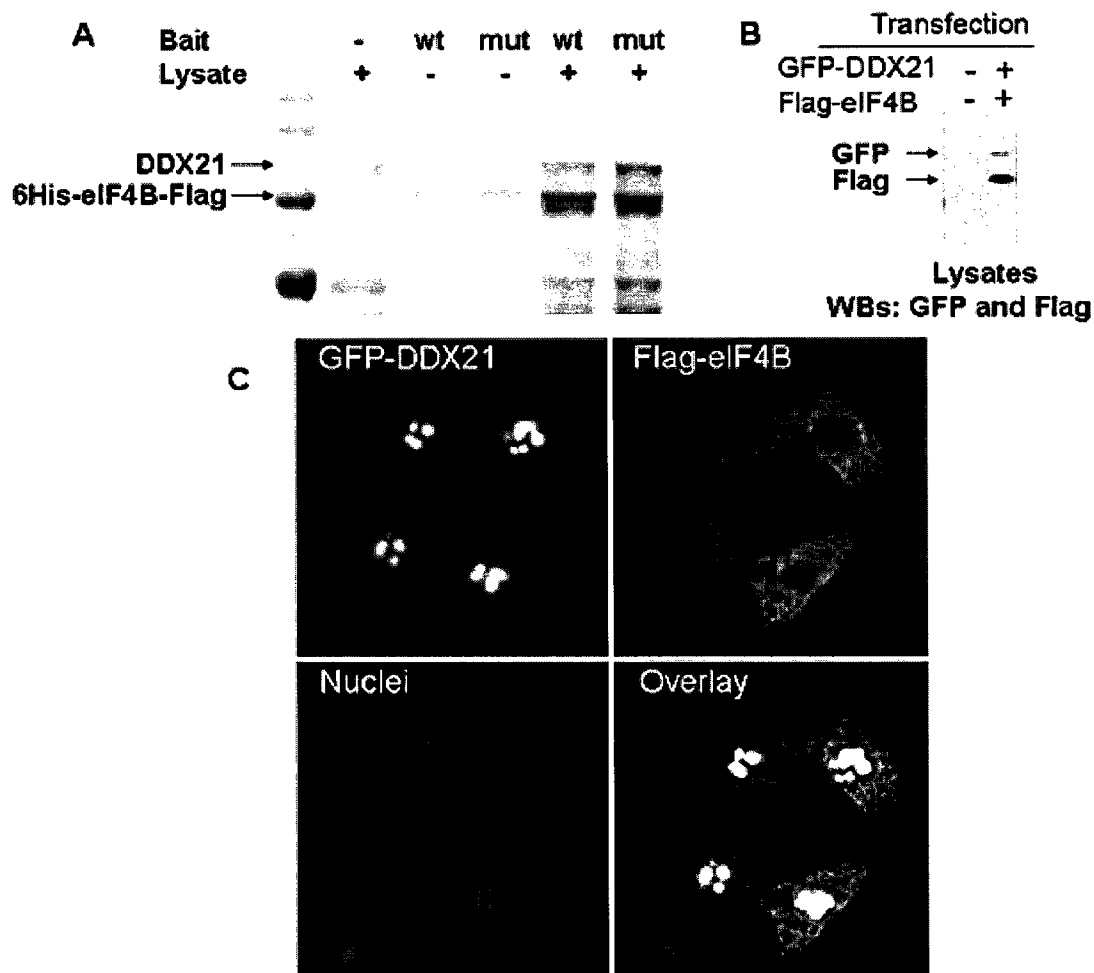 A
Bait - wt mut wt mut
Lysate + - - + +
DDX21
6His-eIF4B-Flag
B
Transfection
GFP-DDX21 - +
Flag-eIF4B - +
GFP
Flag
Lysates
WBs: GFP and Flag
C
GFP-DDX21
Flag-eIF4B
Nuclei
Overlay